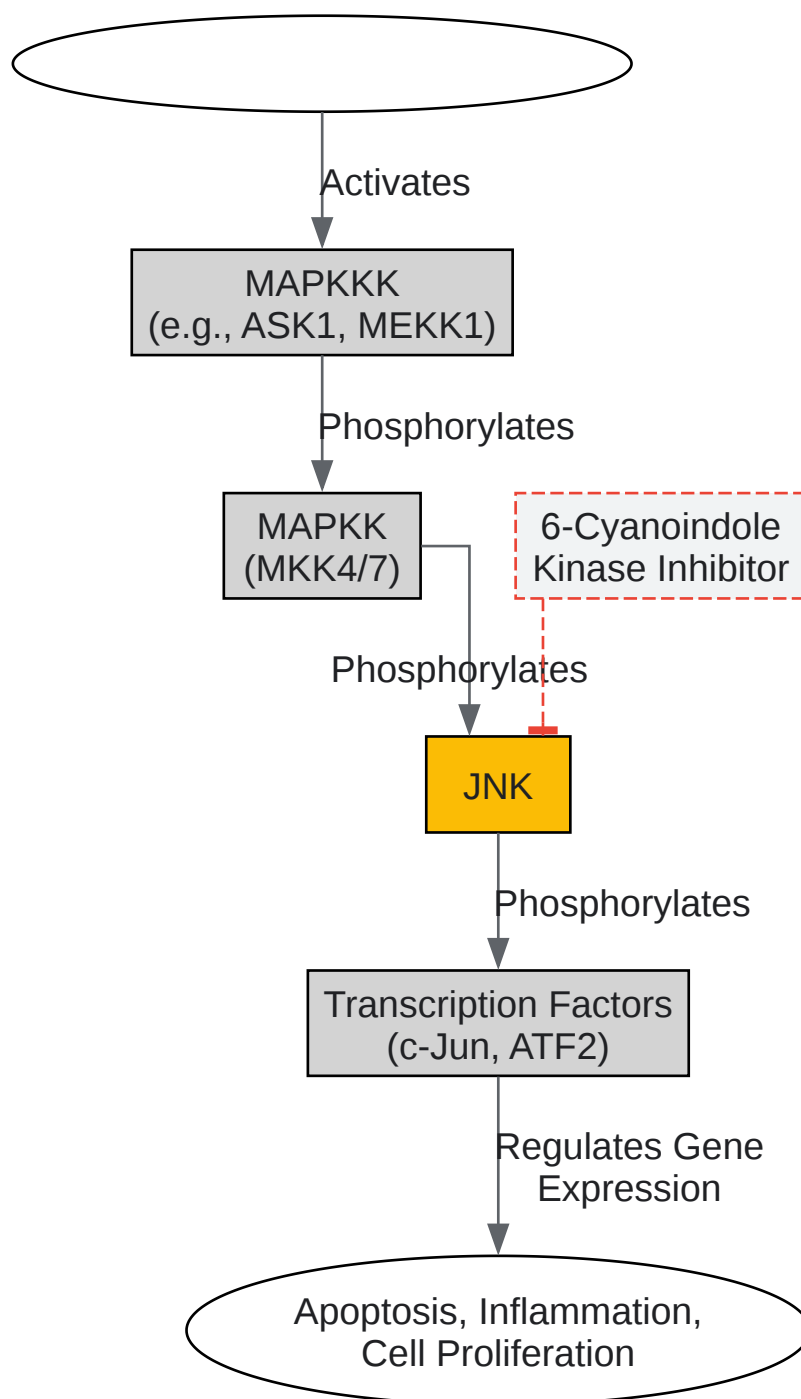 Activates
MAPKKK
(e.g., ASK1, MEKK1)
Phosphorylates
MAPKK
(MKK4/7)
6-Cyanoindole
Kinase Inhibitor
Phosphorylates
JNK
Phosphorylates
Transcription Factors
(c-Jun, ATF2)
Regulates Gene
Expression
Apoptosis, Inflammation,
Cell Proliferation